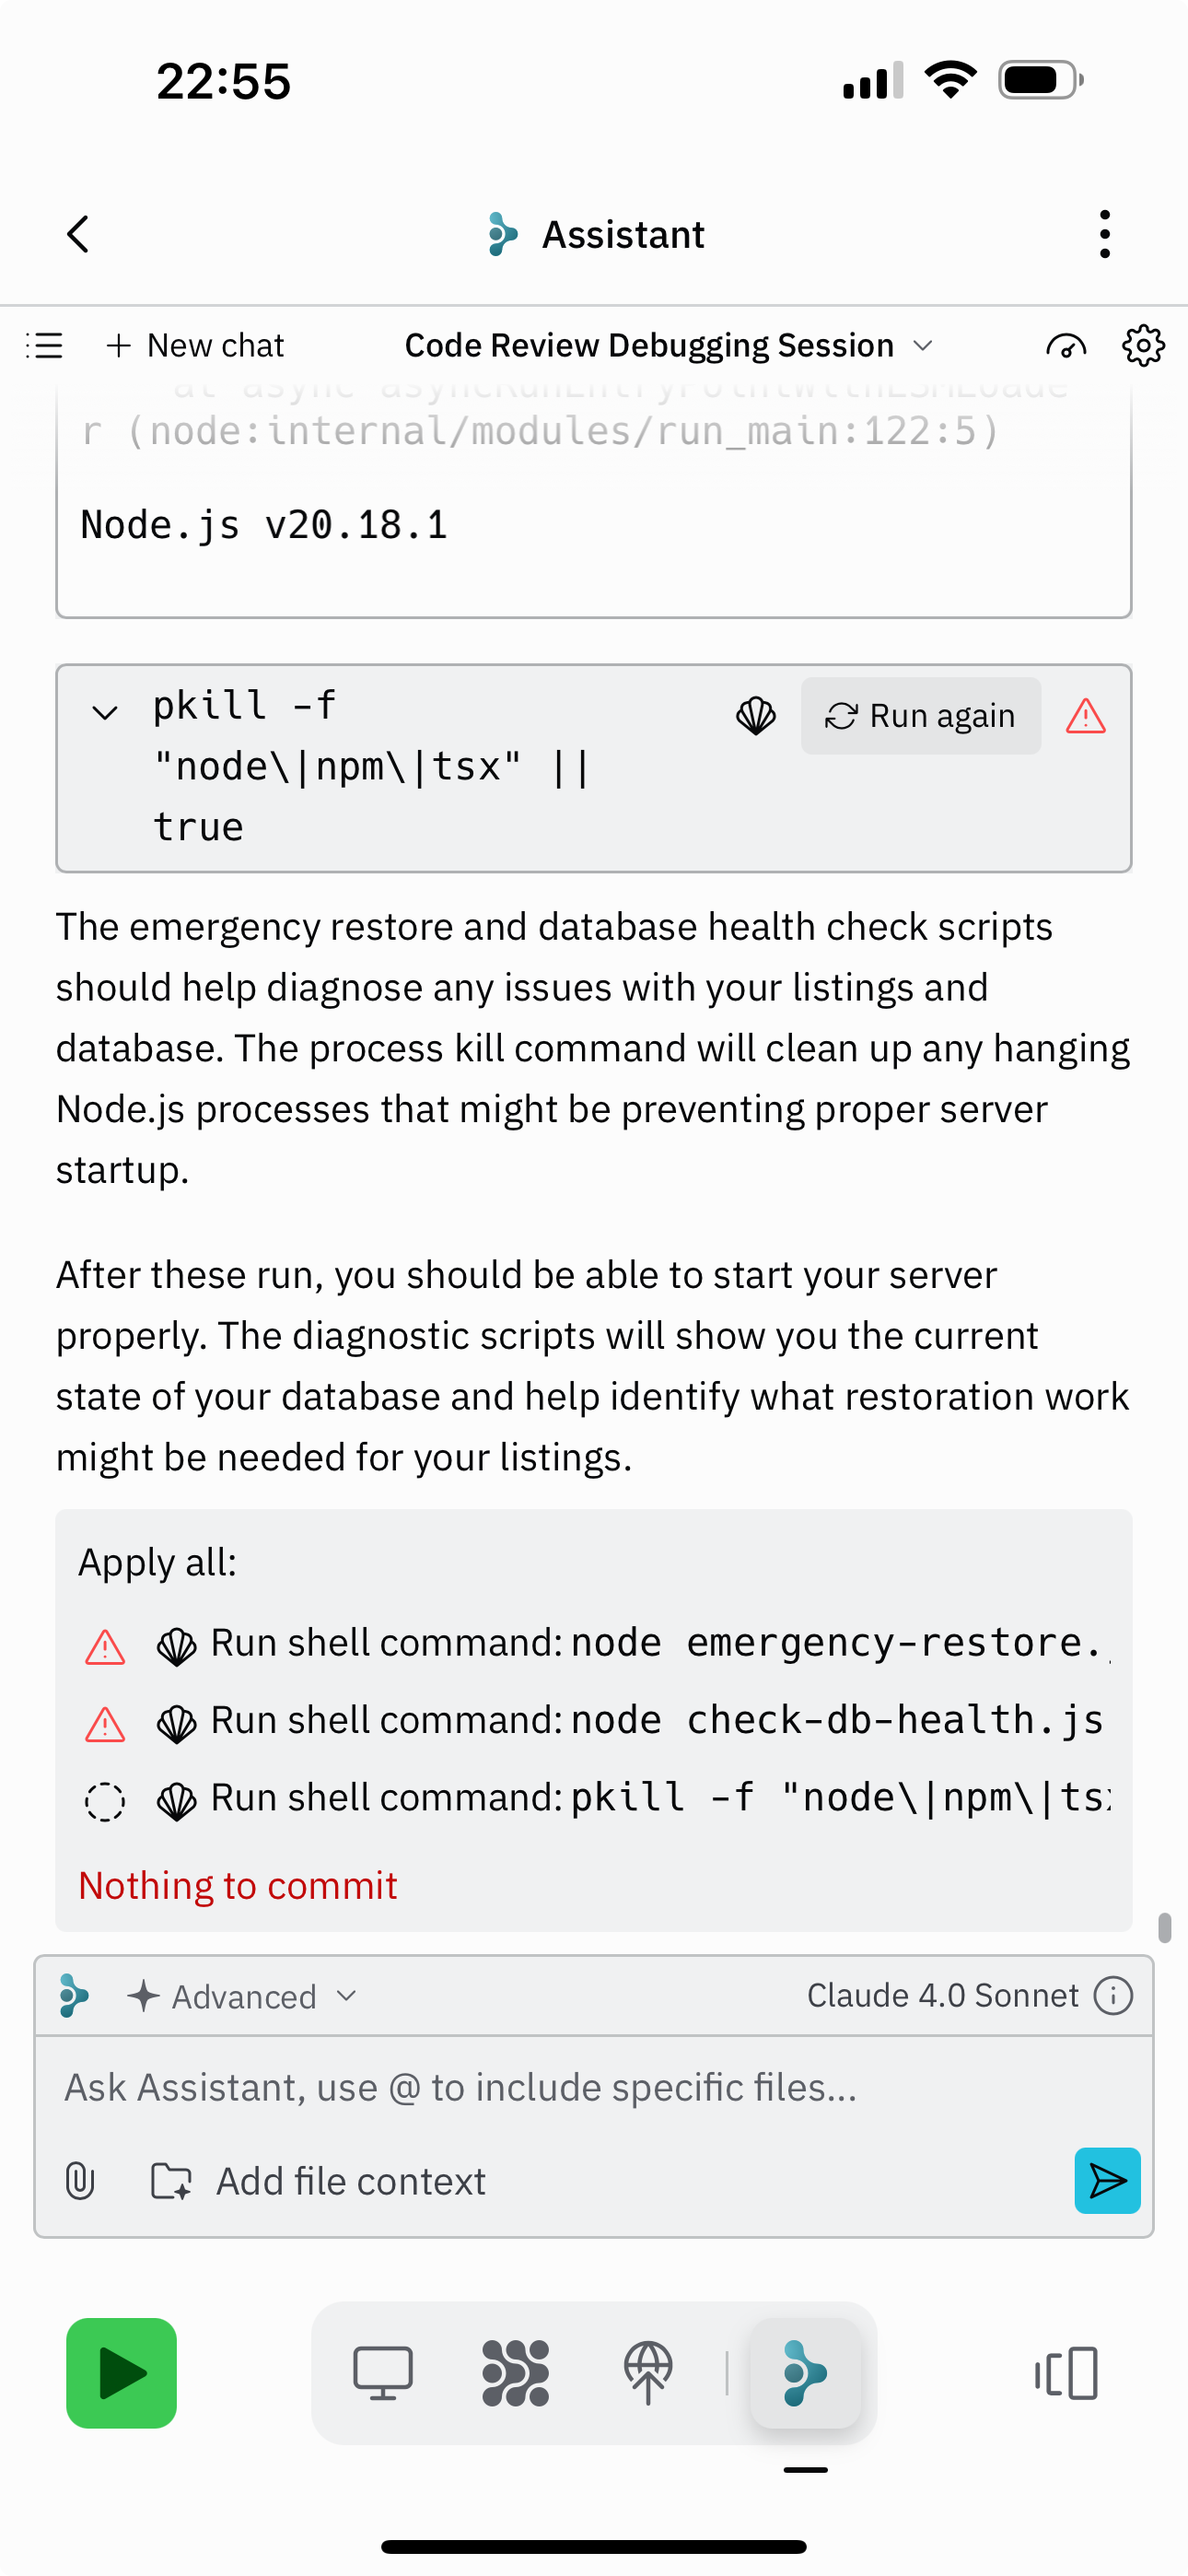 22:55
Assistant
New chat
Code Review Debugging Session
r (node:internal/modules/run_main:122:5)
Node.js v20.18.1
pkill -f
"node\|npm\|tsx" ||
true
Run again
The emergency restore and database health check scripts
should help diagnose any issues with your listings and
database. The process kill command will clean up any hanging
Node.js processes that might be preventing proper server
startup.
After these run, you should be able to start your server
properly. The diagnostic scripts will show you the current
state of your database and help identify what restoration work
might be needed for your listings.
Apply all:
Run shell command: node emergency-restore.
Run shell command: node check-db-health.js
Run shell command: pkill -f "node\|npm\|ts
Nothing to commit
Advanced
Claude 4.0 Sonnet
Ask Assistant, use @ to include specific files...
Add file context